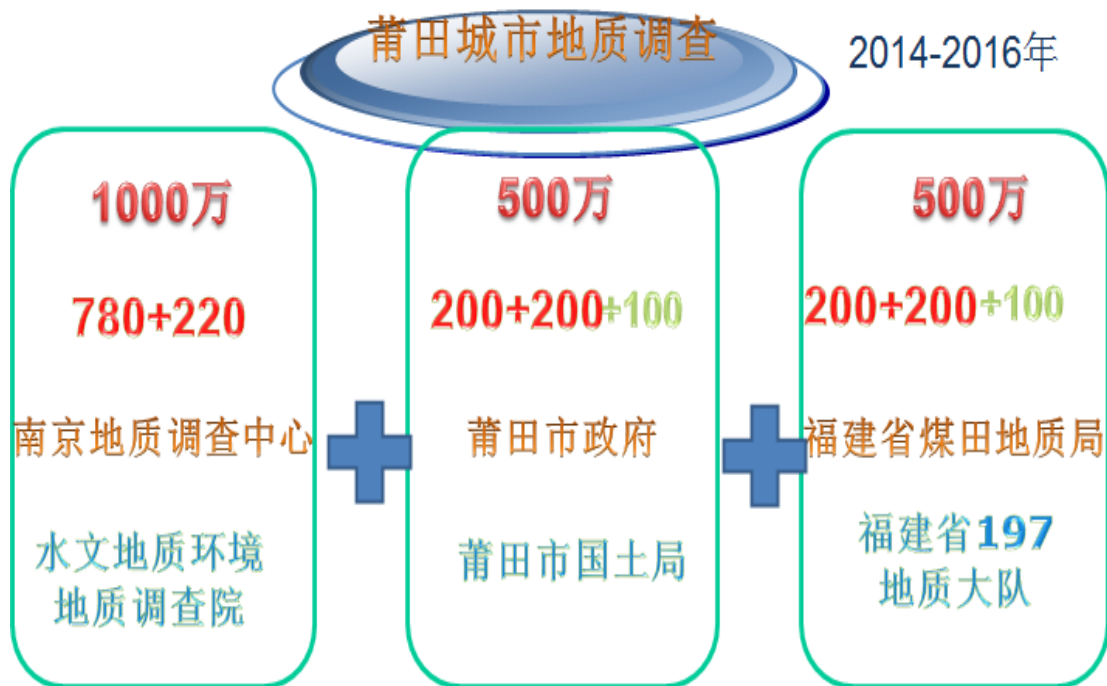 莆田城市地质调查
2014-2016年
1000万
780+220
南京地质调查中心
水文地质环境
地质调查院
500万
200+200+100
莆田市政府
莆田市国土局
500万
200+200+100
福建省煤田地质局
福建省197
地质大队